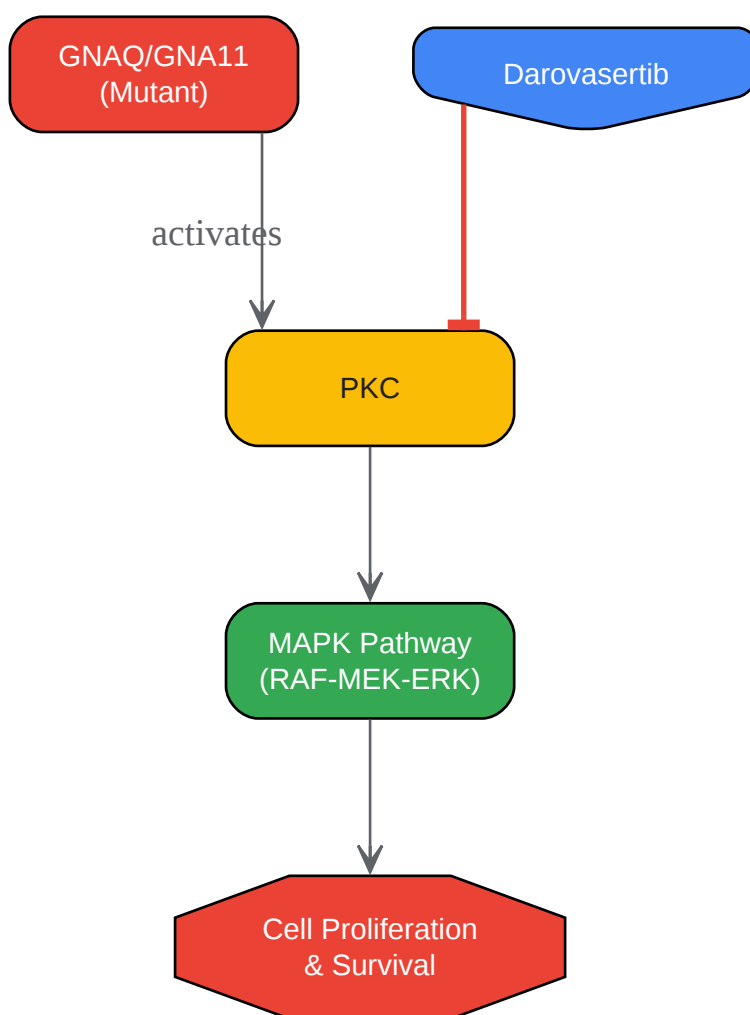 GNAQ/GNA11
(Mutant)
Darovasertib
activates
PKC
MAPK Pathway
(RAF-MEK-ERK)
Cell Proliferation
& Survival